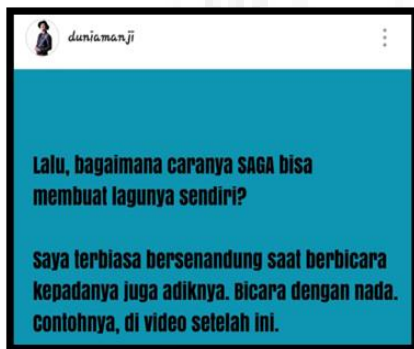 duniamanji
Lalu, bagaimana caranya SAGA bisa
membuat lagunya sendiri?
Saya terbiasa bersenandung saat berbicara
kepadanya juga adiknya. Bicara dengan nada.
Contohnya, di video setelah ini.